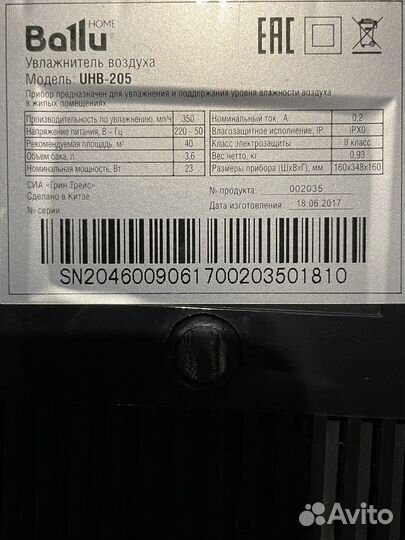 Ballu HOME
EAC
Увлажнитель воздуха
Модель: UHB-205
Прибор предназначен для увлажнения и поддержания уровня влажности воздуха
в жилых помещениях.
Производительность по увлажнению, мл/ч 350 Номинальный ток, А 0,2
Напряжение питания, В ~ Гц 220 - 50 Влагозащитное исполнение, IP IPX0
Рекомендуемая площадь, м² 40 Класс электрозащиты II класс
Объем бака, л 3,6 Вес нетто, кг 0,93
Номинальная мощность, Вт 23 Размеры прибора (ШхВхГ), мм 160x348x160
СИА «Грин Трейс»
Сделано в Китае
№ серии:
№ продукта 002035
Дата изготовления 18.06.2017
SN2046009061700203501810
Avito